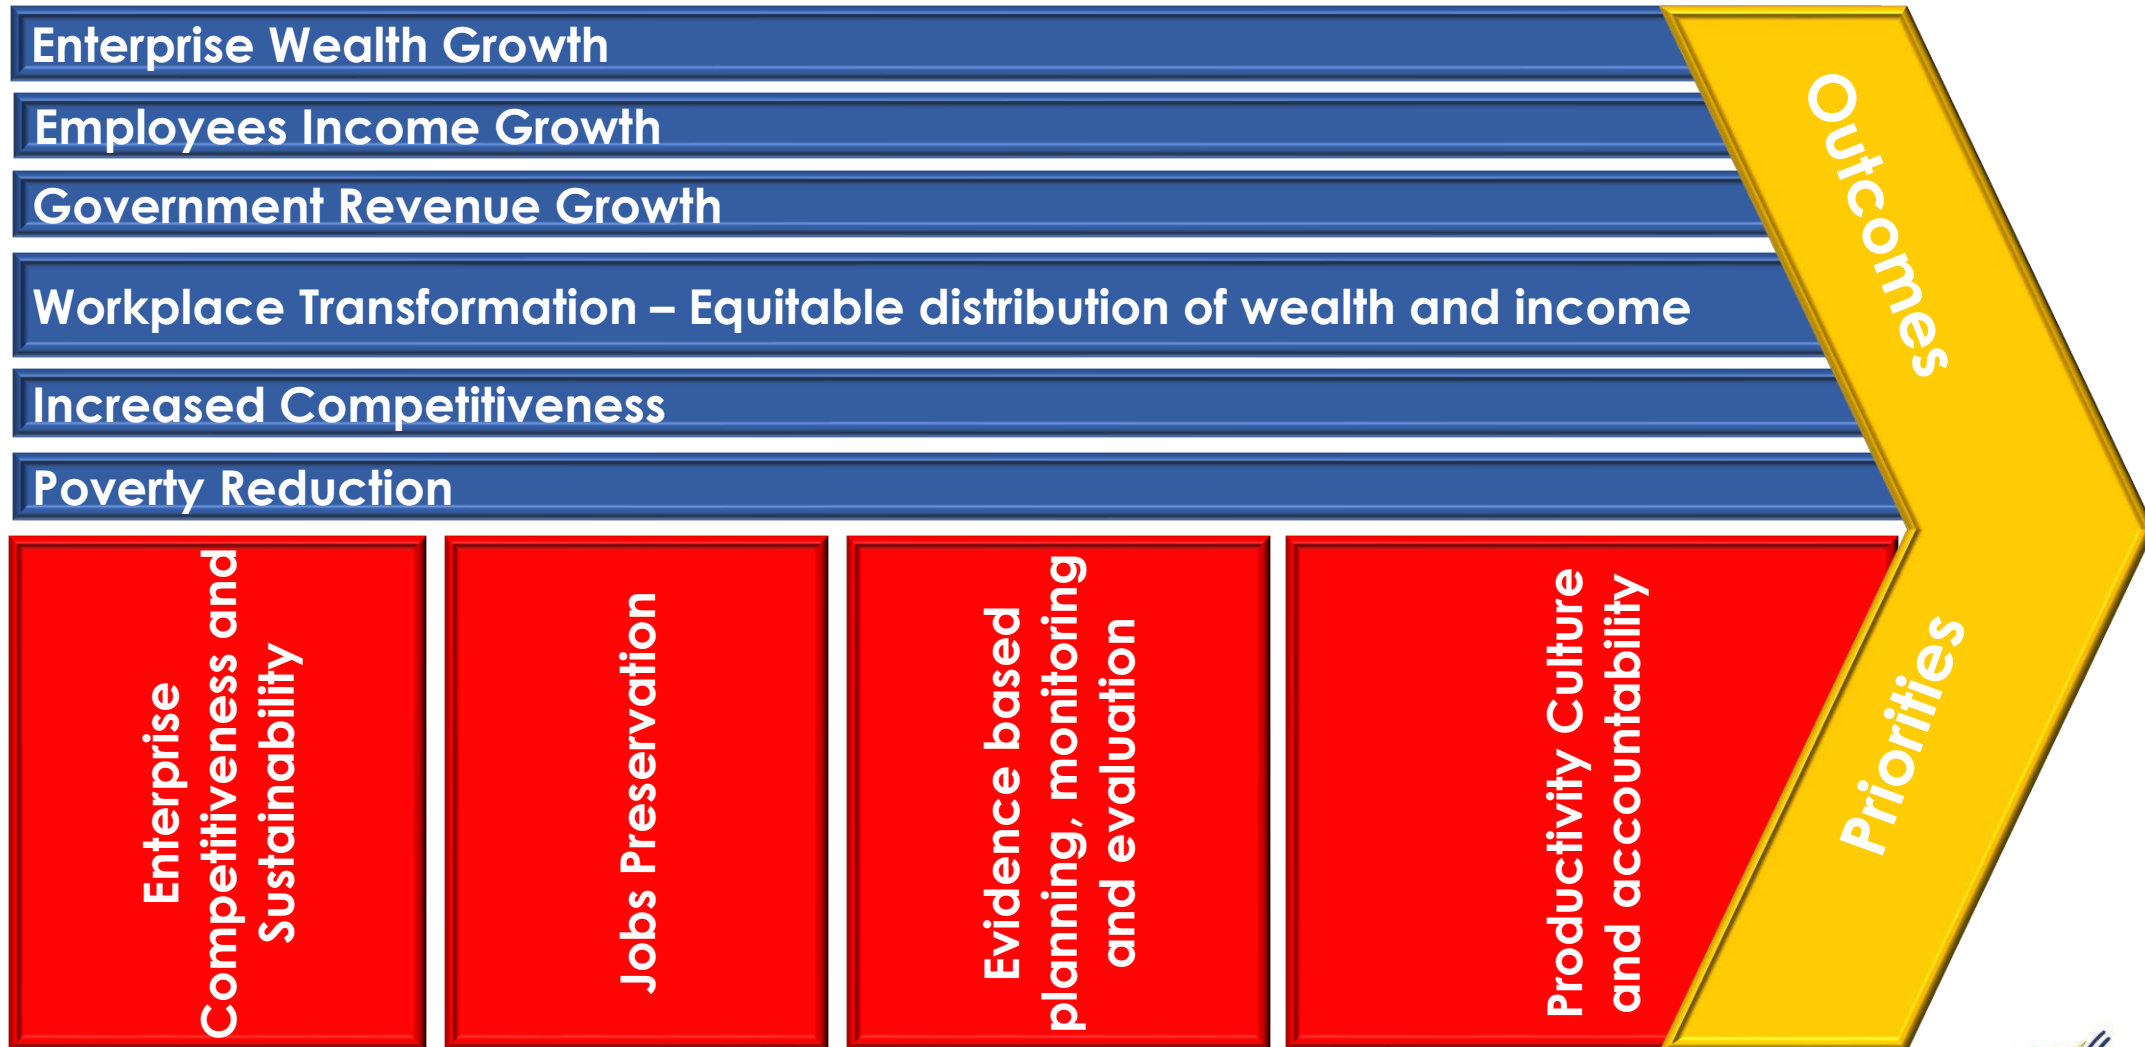 Enterprise Wealth Growth
Employees Income Growth
Government Revenue Growth
Workplace Transformation – Equitable distribution of wealth and income
Increased Competitiveness
Poverty Reduction
Outcomes
Enterprise
Competitiveness and
Sustainability
Jobs Preservation
Evidence based
planning, monitoring
and evaluation
Productivity Culture
and accountability
Priorities